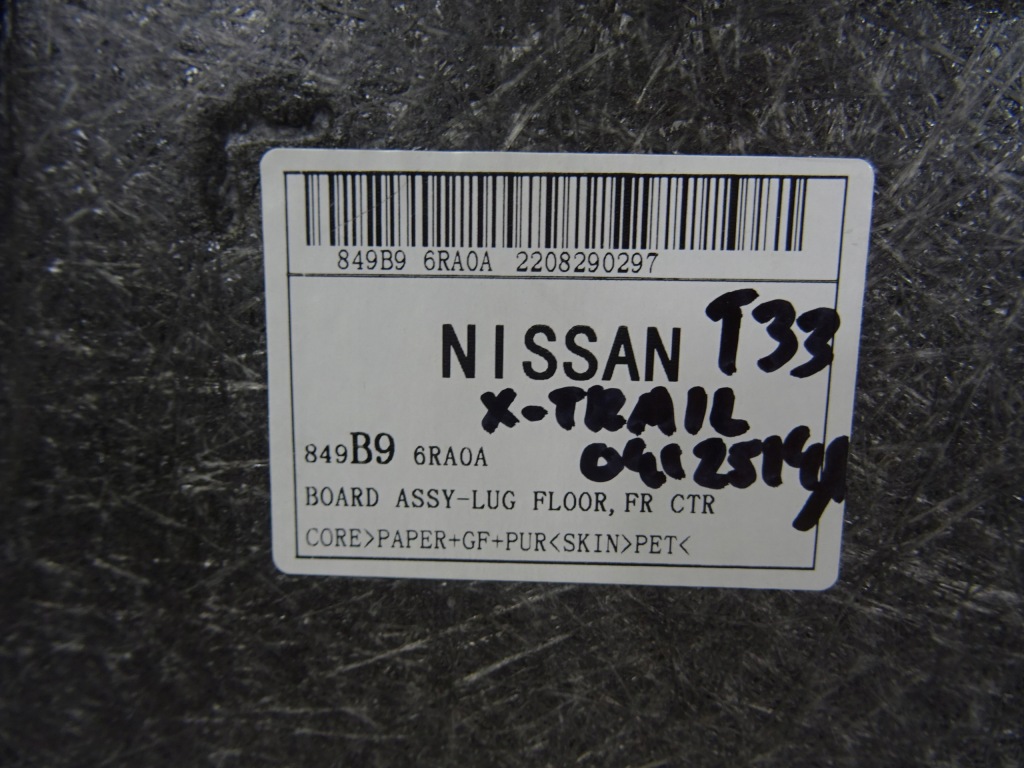 849B9 6RA0A 2208290297
NISSAN T33
X-TRAIL
849B9 6RA0A
BOARD ASSY-LUG FLOOR, FR CTR
CORE>PAPER+GF+PUR<SKIN>PET<